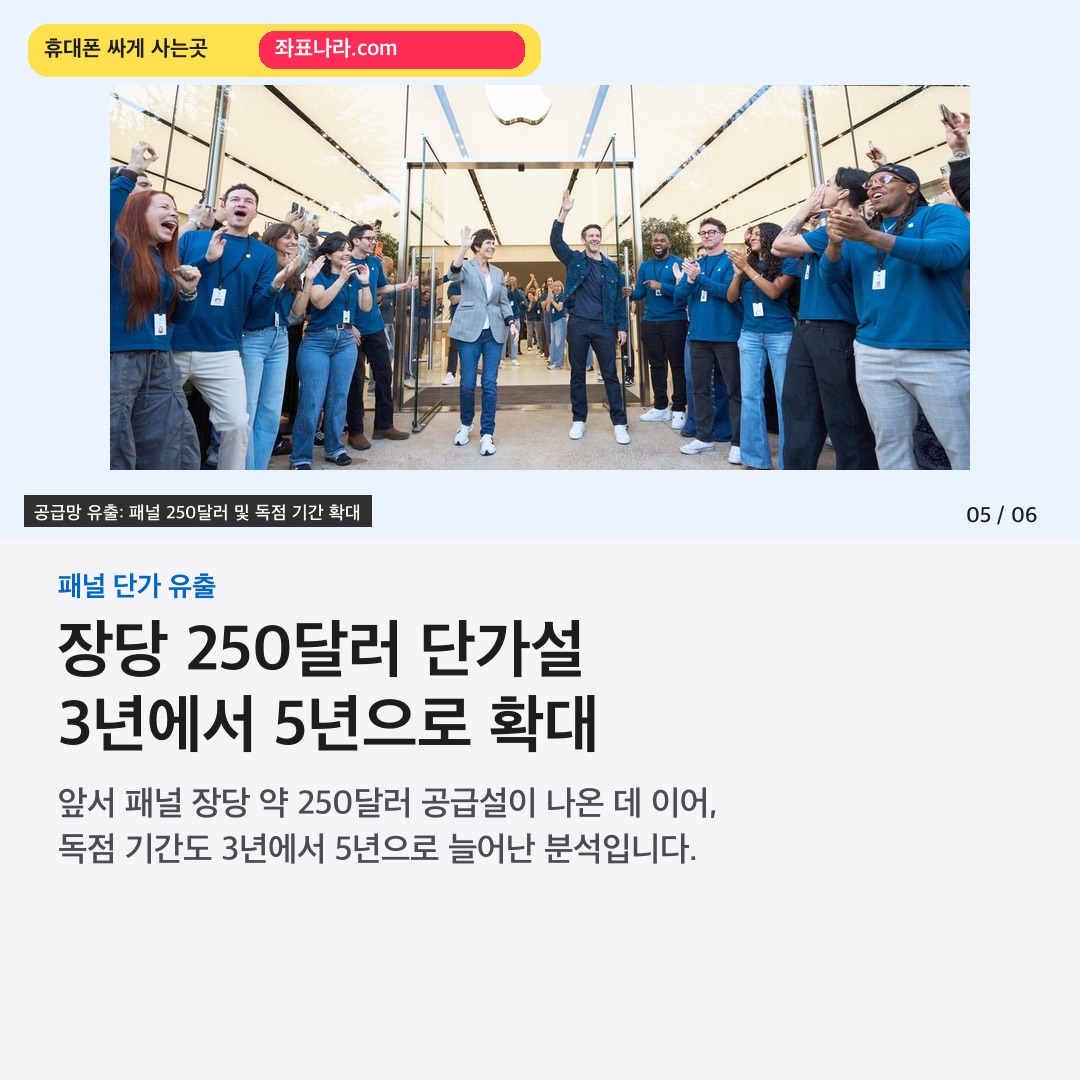 휴대폰 싸게 사는곳 좌표나라.com
공급망 유출: 패널 250달러 및 독점 기간 확대
05 / 06
패널 단가 유출
장당 250달러 단가설
3년에서 5년으로 확대
앞서 패널 장당 약 250달러 공급설이 나온 데 이어,
독점 기간도 3년에서 5년으로 늘어난 분석입니다.